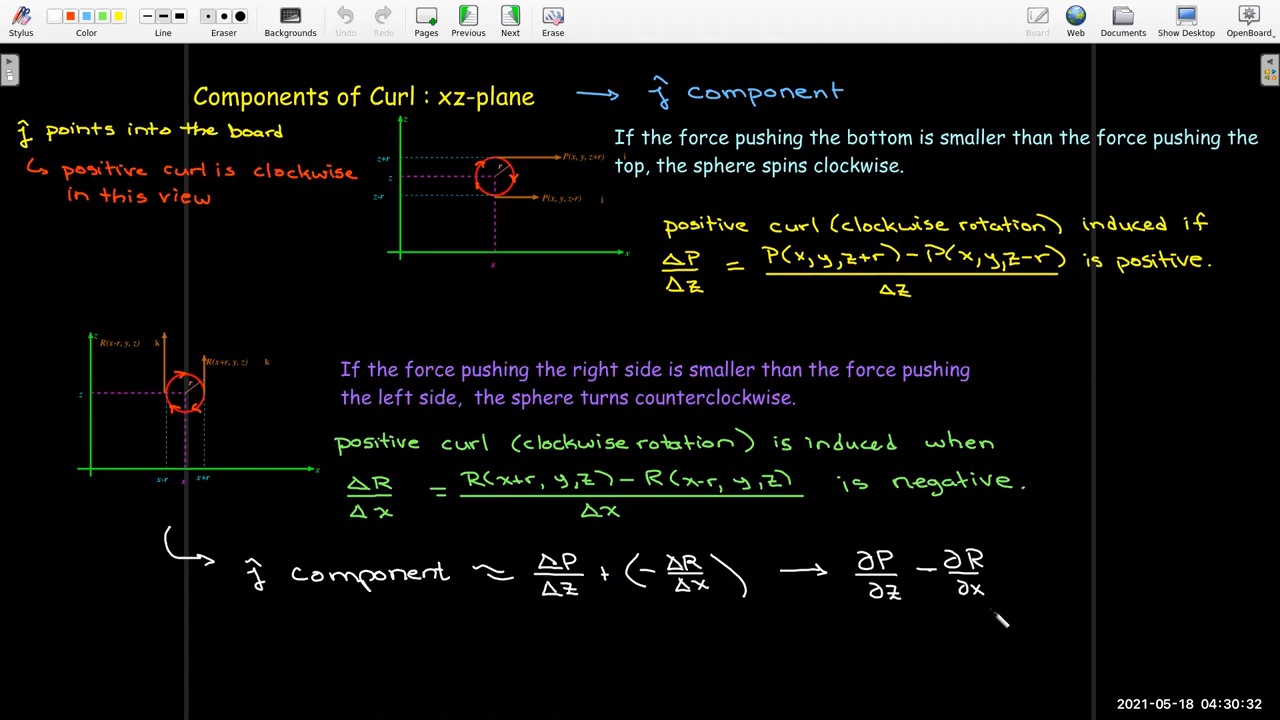 Stylus Color Line Eraser Backgrounds Undo Redo Pages Previous Next Erase Board Web Documents Show Desktop OpenBoard
Components of Curl : xz-plane → ĵ component
ĵ points into the board
↳ positive curl is clockwise
in this view
z
z+r
z
z-r
r
P(x, y, z+r) i
P(x, y, z-r) i
x
x
If the force pushing the bottom is smaller than the force pushing the
top, the sphere spins clockwise.
positive curl (clockwise rotation) induced if
ΔP/Δz = (P(x,y,z+r) - P(x,y,z-r))/Δz is positive.
z
R(x-r, y, z) k
R(x+r, y, z) k
r
z
x-r x x+r
x
If the force pushing the right side is smaller than the force pushing
the left side, the sphere turns counterclockwise.
positive curl (clockwise rotation) is induced when
ΔR/Δx = (R(x+r, y, z) - R(x-r, y, z))/Δx is negative.
ĵ component ≈ ΔP/Δz + (-ΔR/Δx) → ∂P/∂z - ∂R/∂x
2021-05-18 04:30:32